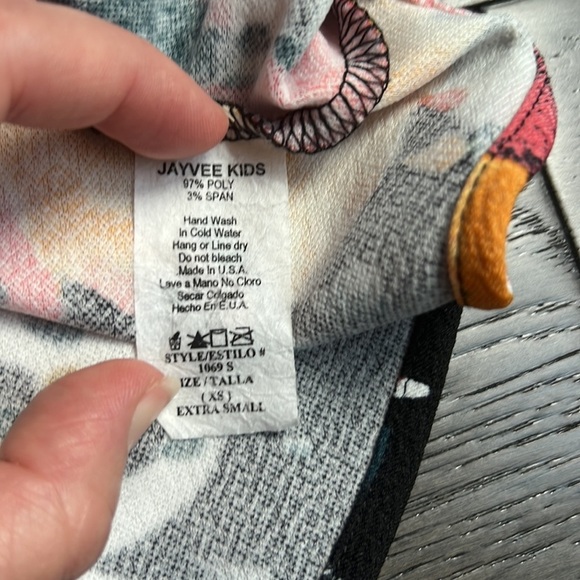 JAYVEE KIDS
97% POLY
3% SPAN
Hand Wash
In Cold Water
Hang or Line dry
Do not bleach
Made In U.S.A.
Lave a Mano No Cloro
Secar Colgado
Hecho En E.U.A.
STYLE/ESTILO #
1069 S
IZE/TALLA
(XS)
EXTRA SMALL